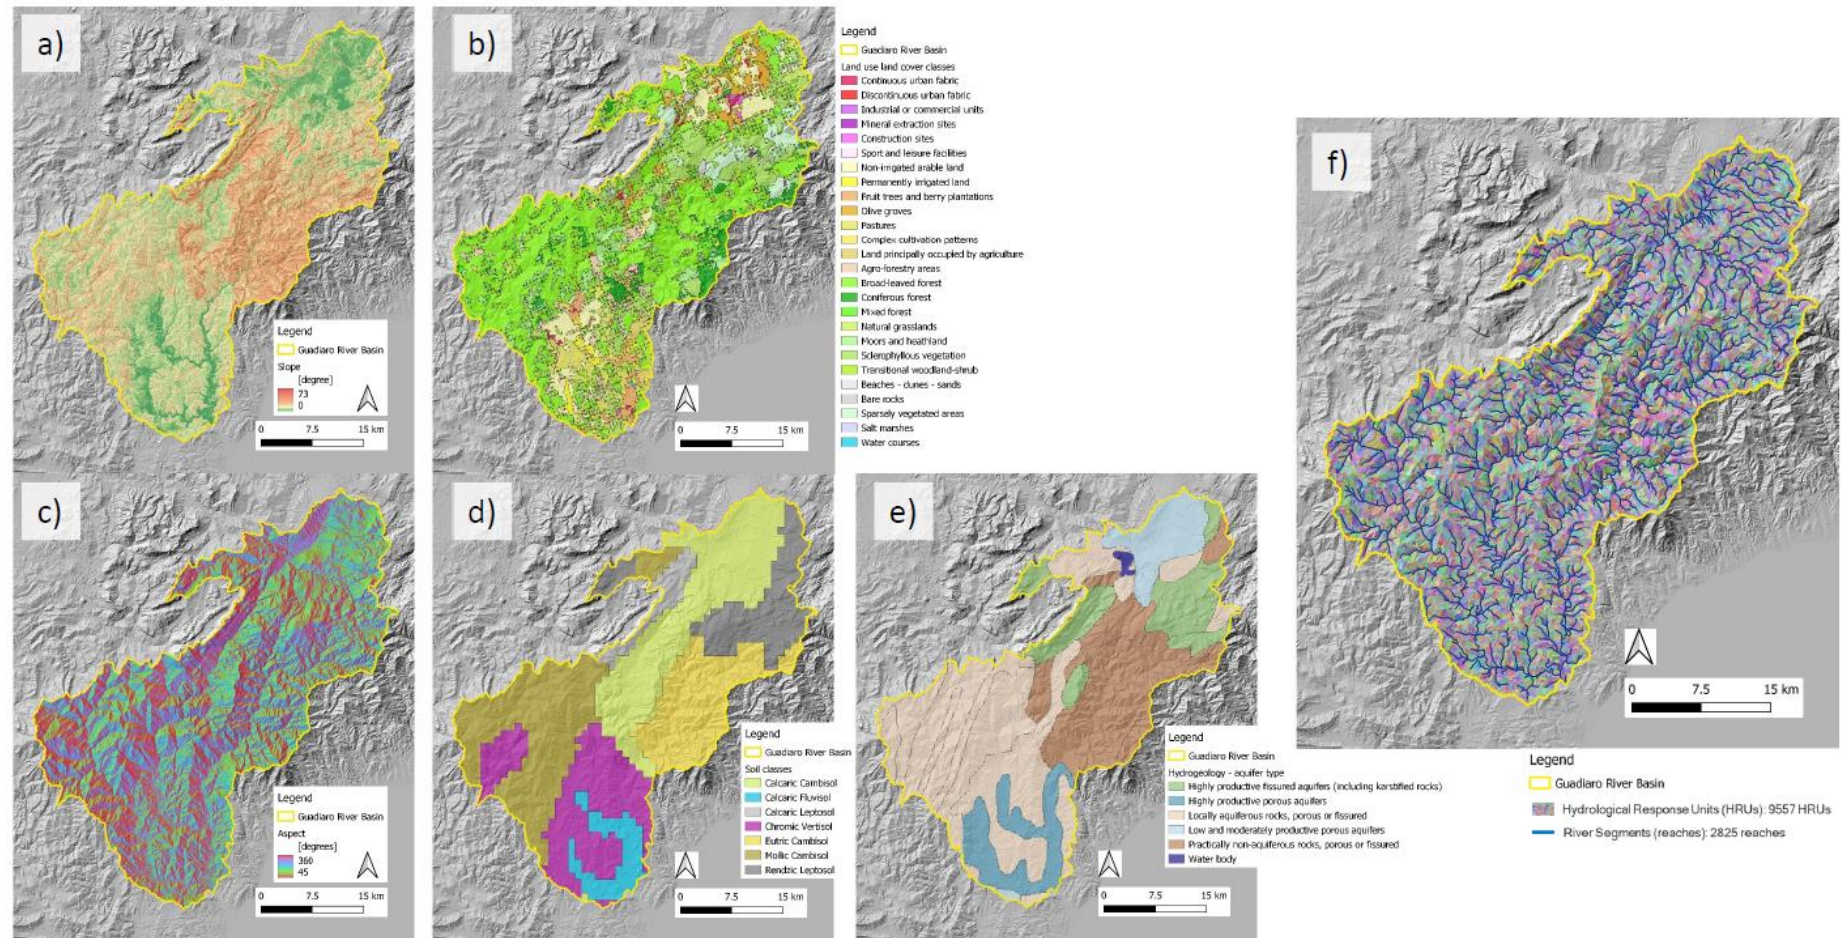 a)
Legend
Guadiaro River Basin
Slope
[degree]
73
0
0 7.5 15 km
b)
0 7.5 15 km
Legend
Guadiaro River Basin
Land use land cover classes
Continuous urban fabric
Discontinuous urban fabric
Industrial or commercial units
Mineral extraction sites
Construction sites
Sport and leisure facilities
Non-irrigated arable land
Permanently irrigated land
Fruit trees and berry plantations
Olive groves
Pastures
Complex cultivation patterns
Land principally occupied by agriculture
Agro-forestry areas
Broad-leaved forest
Coniferous forest
Mixed forest
Natural grasslands
Moors and heathland
Sclerophyllous vegetation
Transitional woodland-shrub
Beaches - dunes - sands
Bare rocks
Sparsely vegetated areas
Salt marshes
Water courses
c)
Legend
Guadiaro River Basin
Aspect
[degrees]
360
45
0 7.5 15 km
d)
Legend
Guadiaro River Basin
Soil classes
Calcaric Cambisol
Calcaric Fluvisol
Calcaric Leptosol
Chromic Vertisol
Eutric Cambisol
Mollic Cambisol
Rendzic Leptosol
0 7.5 15 km
e)
Legend
Guadiaro River Basin
Hydrogeology - aquifer type
Highly productive fissured aquifers (including karstified rocks)
Highly productive porous aquifers
Locally aquiferous rocks, porous or fissured
Low and moderately productive porous aquifers
Practically non-aquiferous rocks, porous or fissured
Water body
0 7.5 15 km
f)
0 7.5 15 km
Legend
Guadiaro River Basin
Hydrological Response Units (HRUs): 9557 HRUs
River Segments (reaches): 2825 reaches